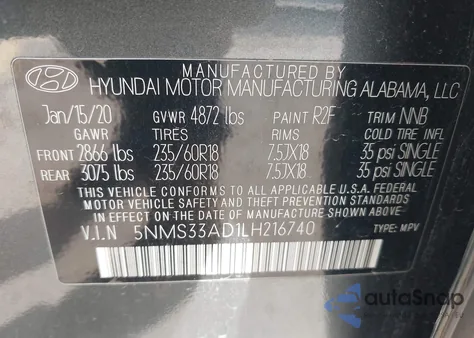 MANUFACTURED BY
HYUNDAI MOTOR MANUFACTURING ALABAMA, LLC
Jan/15/20 GVWR 4872 lbs PAINT R2F TRIM NNB
GAWR TIRES RIMS COLD TIRE INFL
FRONT 2866 lbs 235/60R18 7.5JX18 35 psi SINGLE
REAR 3075 lbs 235/60R18 7.5JX18 35 psi SINGLE
THIS VEHICLE CONFORMS TO ALL APPLICABLE U.S.A. FEDERAL
MOTOR VEHICLE SAFETY AND THEFT PREVENTION STANDARDS
IN EFFECT ON THE DATE OF MANUFACTURE SHOWN ABOVE.
V.I.N 5NMS33AD1LH216740 TYPE: MPV
autaSnap